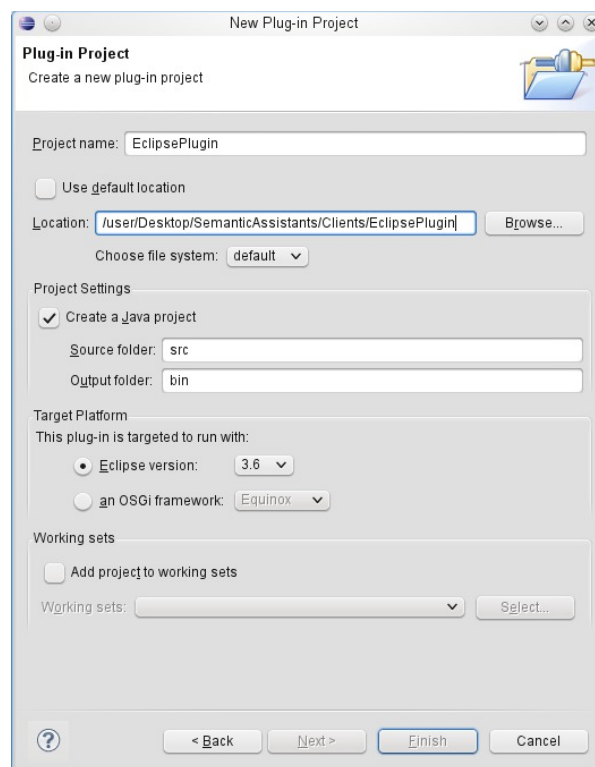 New Plug-in Project
Plug-in Project
Create a new plug-in project
Project name: EclipsePlugin
Use default location
Location: /user/Desktop/SemanticAssistants/Clients/EclipsePlugin Browse...
Choose file system: default
Project Settings
Create a Java project
Source folder: src
Output folder: bin
Target Platform
This plug-in is targeted to run with:
Eclipse version: 3.6
an OSGi framework: Equinox
Working sets
Add project to working sets
Working sets: Select...
? < Back Next > Finish Cancel